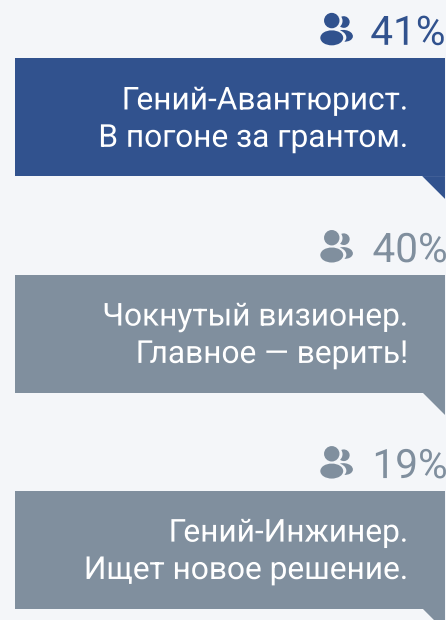 41%
Гений-Авантюрист.
В погоне за грантом.
40%
Чокнутый визионер.
Главное — верить!
19%
Гений-Инжинер.
Ищет новое решение.